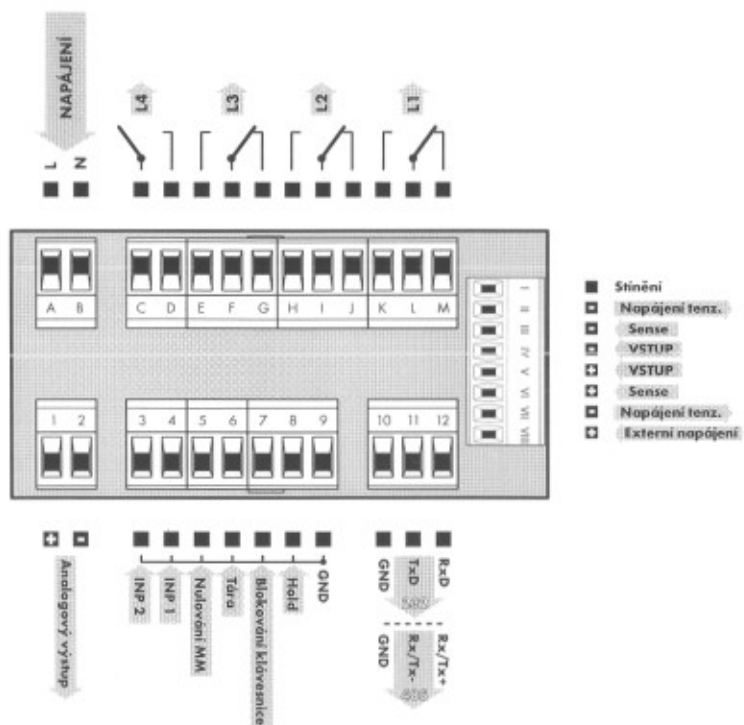 NAPÁJENÍ
L
N
L4
L3
L2
L1
A
B
C
D
E
F
G
H
I
J
K
L
M
I
II
III
IV
V
VI
VII
VIII
Stínění
Napájení tenz.
Sense
VSTUP
VSTUP
Sense
Napájení tenz.
Externí napájení
1
2
3
4
5
6
7
8
9
10
11
12
Analogový výstup
INP 2
INP 1
Nulování MM
Tára
Blokování klávesnice
Hold
GND
GND
TxD
RxD
GND
Rx/Tx-
Rx/Tx+